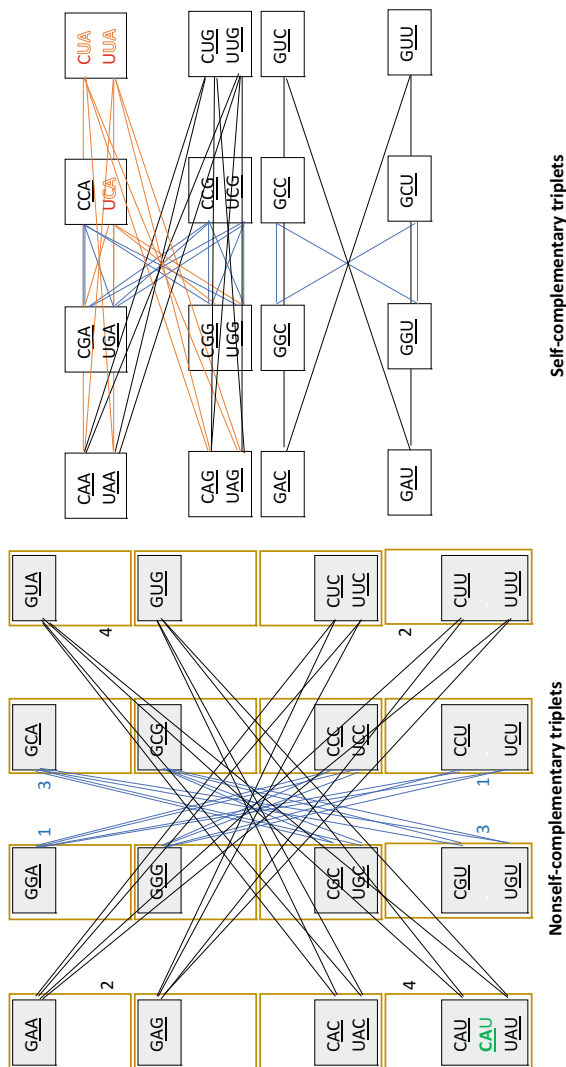 GAA GGA GCA GUA
2 1 3 4
GAG GGG GCG GUG
CAC CGC CCC CUC
UAC UGC UCC UUC
4 3 1 2
CAU CGU CCU CUU
CAU
UAU UGU UCU UUU
Nonself-complementary triplets
CAA CGA CCA CUA
UAA UGA UCA UUA
CAG CGG CCG CUG
UAG UGG UCG UUG
GAC GGC GCC GUC
GAU GGU GCU GUU
Self-complementary triplets